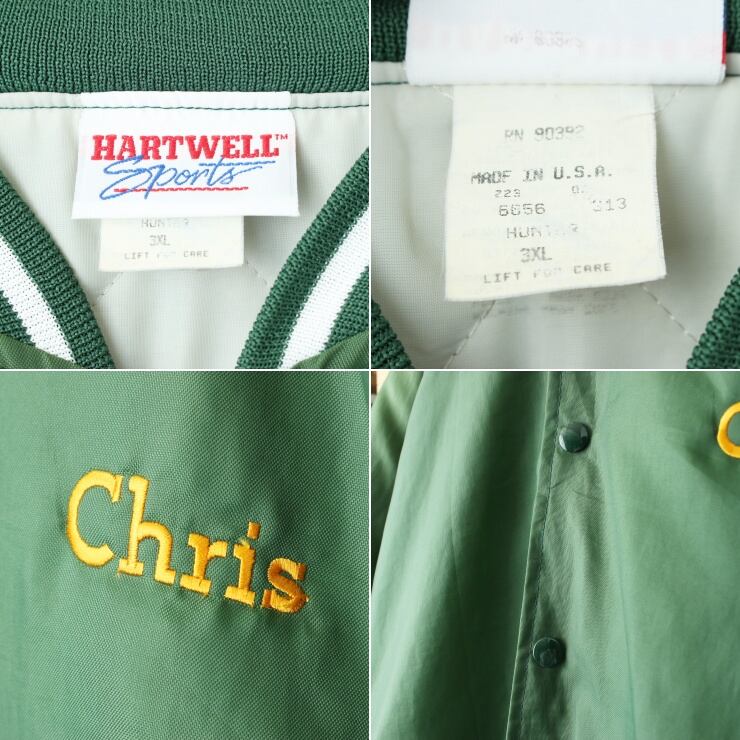 HARTWELL™
Sports
HUNTER
3XL
LIFT FOR CARE
RN 90392
MADE IN U.S.A.
223
6656 313
HUNTER
3XL
LIFT FOR CARE
Chris